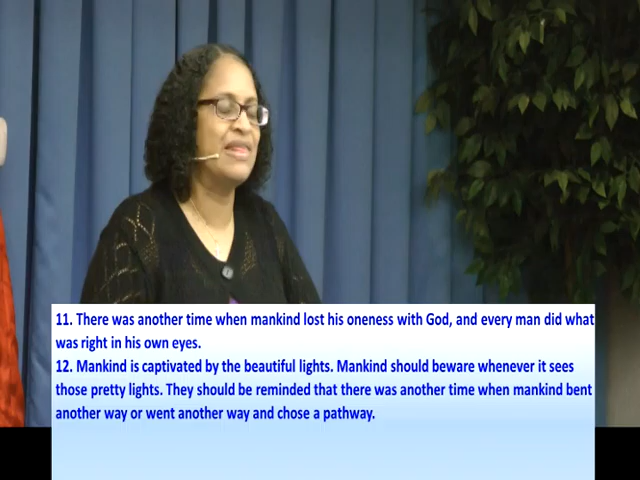 11. There was another time when mankind lost his oneness with God, and every man did what
was right in his own eyes.
12. Mankind is captivated by the beautiful lights. Mankind should beware whenever it sees
those pretty lights. They should be reminded that there was another time when mankind bent
another way or went another way and chose a pathway.